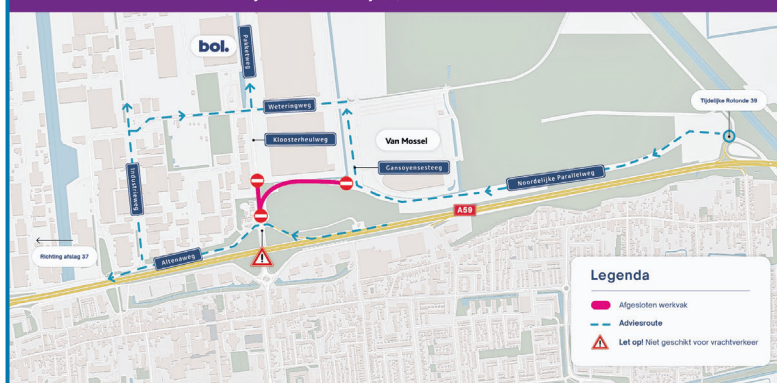 bol.
Pakketweg
Weteringweg
Tijdelijke Rotonde 39
Kloosterheulweg
Van Mossel
Gansoyensesteeg
Industrieweg
Noordelijke Parallelweg
A59
Richting afslag 37
Altenaweg
Legenda
Afgesloten werkvak
Adviesroute
Let op! Niet geschikt voor vrachtverkeer